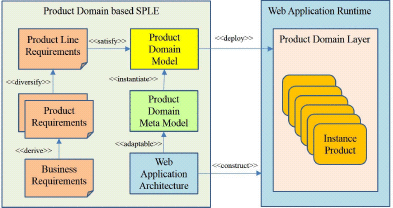 Product Domain based SPLE
Web Application Runtime
Product Line
Requirements
<<satisfy>>
Product
Domain
Model
<<deploy>>
Product Domain Layer
<<diversify>>
<<instantiate>>
Product
Requirements
Product
Domain
Meta Model
<<derive>>
<<adaptable>>
Instance
Product
Business
Requirements
Web
Application
Architecture
<<construct>>